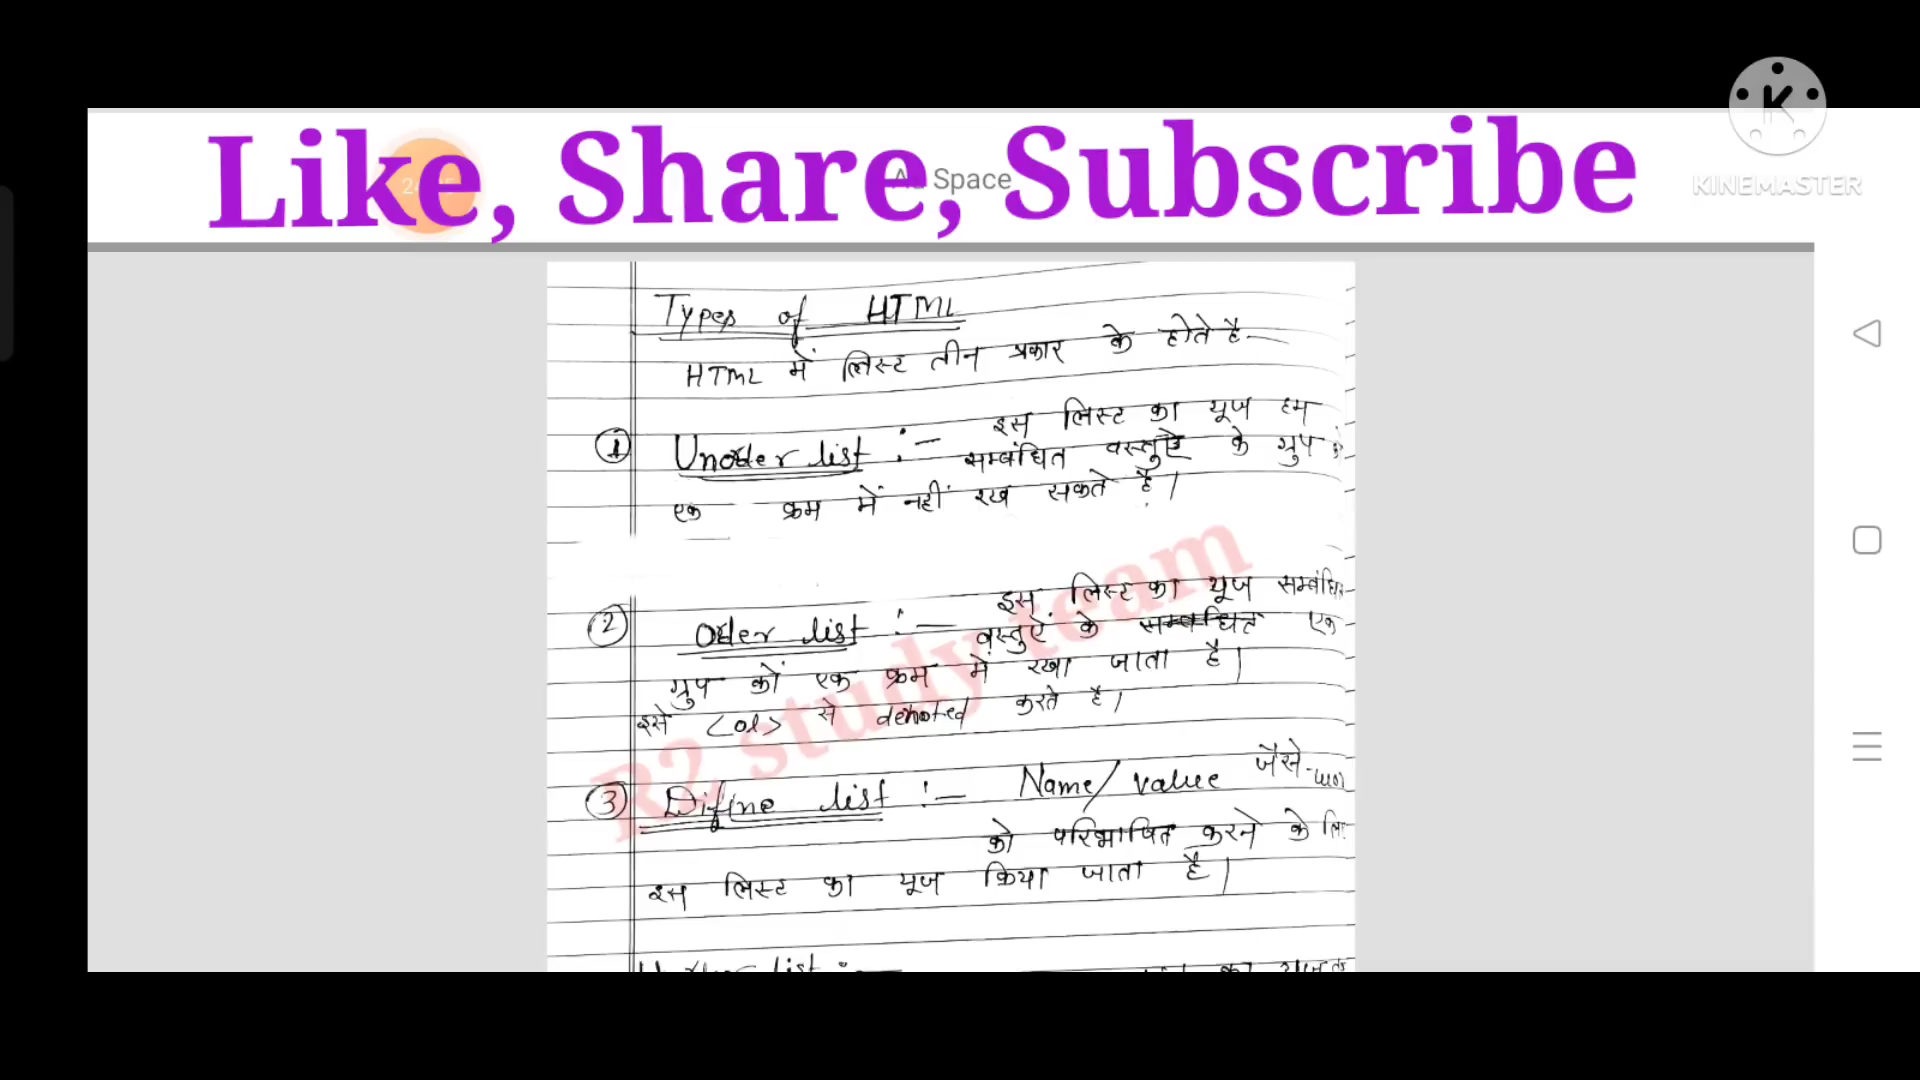 Like, Share, Subscribe
Ad Space
KINEMASTER
Types of HTML
HTML में लिस्ट तीन प्रकार के होते है-
① Unorder list :- इस लिस्ट का यूज हम
सम्बंधित वस्तुऐ के ग्रुप
एक क्रम में नहीं रख सकते है।
② Order list :- इस लिस्ट का यूज
वस्तुऐ के सम्बंधित एक
ग्रुप कों एक क्रम में रखा जाता है।
इसे <ol> से denoted करते है।
③ Difine list :- Name/value जैसे-
को परिभाषित करने के
इस लिस्ट का यूज किया जाता है।
list :-
R2 study team